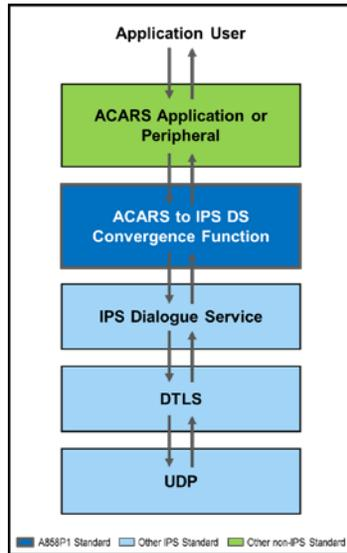 Application User
ACARS Application or
Peripheral
ACARS to IPS DS
Convergence Function
IPS Dialogue Service
DTLS
UDP
A858P1 Standard Other IPS Standard Other non-IPS Standard